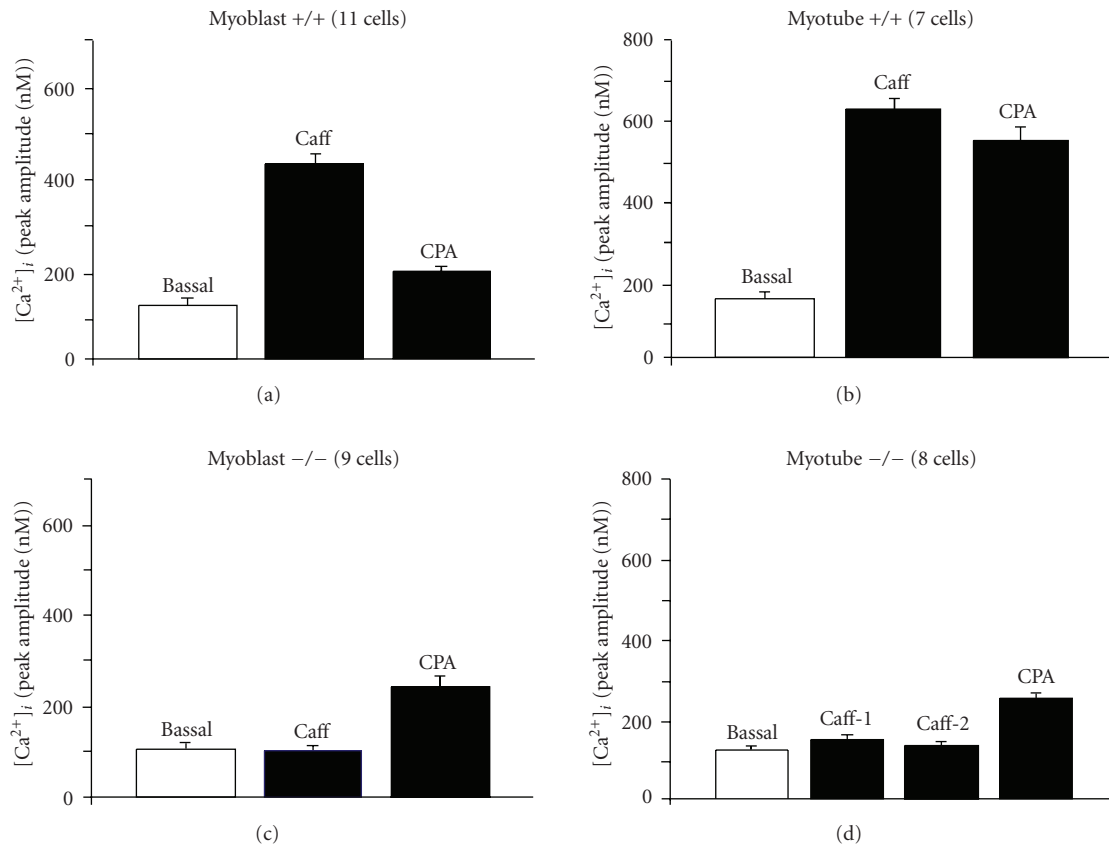 Myoblast +/+ (11 cells)
[Ca²⁺]ᵢ (peak amplitude (nM))
600
400
200
0
Bassal
Caff
CPA
(a)
Myotube +/+ (7 cells)
[Ca²⁺]ᵢ (peak amplitude (nM))
800
600
400
200
0
Bassal
Caff
CPA
(b)
Myoblast −/− (9 cells)
[Ca²⁺]ᵢ (peak amplitude (nM))
600
400
200
0
Bassal
Caff
CPA
(c)
Myotube −/− (8 cells)
[Ca²⁺]ᵢ (peak amplitude (nM))
800
600
400
200
0
Bassal
Caff-1
Caff-2
CPA
(d)